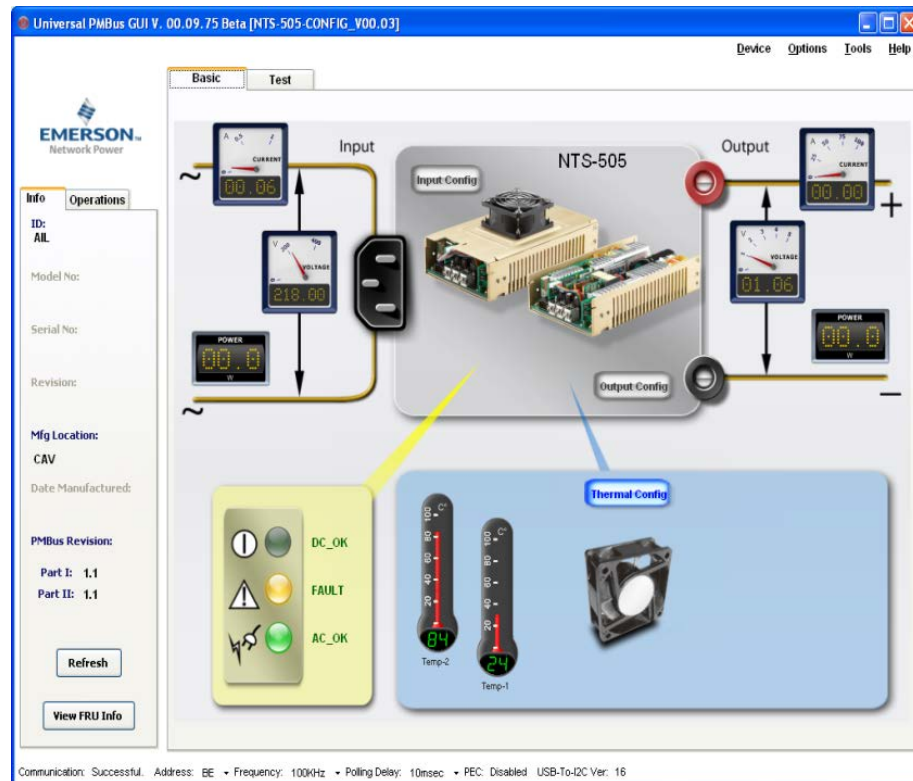 Universal PMBus GUI V. 00.09.75 Beta [NTS-505-CONFIG_V00.03]
Device Options Tools Help
Basic Test
EMERSON™
Network Power
Info Operations
ID:
AIL
Model No:
Serial No:
Revision:
Mfg Location:
CAV
Date Manufactured:
PMBus Revision:
Part I: 1.1
Part II: 1.1
Refresh
View FRU Info
Input
A
CURRENT
00.06
V
200 400
VOLTAGE
218.00
POWER
00.0
W
~
~
NTS-505
Input Config
Output Config
Output
A
CURRENT
00.00
+
V
VOLTAGE
01.06
POWER
00.0
W
−
DC_OK
FAULT
AC_OK
Thermal Config
C°
100
80
60
40
20
84
Temp-2
C°
100
80
60
40
20
24
Temp-1
Communication: Successful. Address: BE Frequency: 100KHz Polling Delay: 10msec PEC: Disabled USB-To-I2C Ver: 16